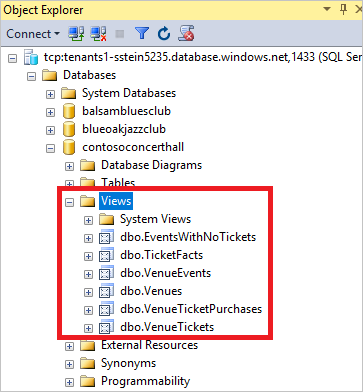 Object Explorer
Connect
tcp:tenants1-sstein5235.database.windows.net,1433 (SQL Serv
Databases
System Databases
balsambluesclub
blueoakjazzclub
contosoconcerthall
Database Diagrams
Tables
Views
System Views
dbo.EventsWithNoTickets
dbo.TicketFacts
dbo.VenueEvents
dbo.Venues
dbo.VenueTicketPurchases
dbo.VenueTickets
External Resources
Synonyms
Programmability